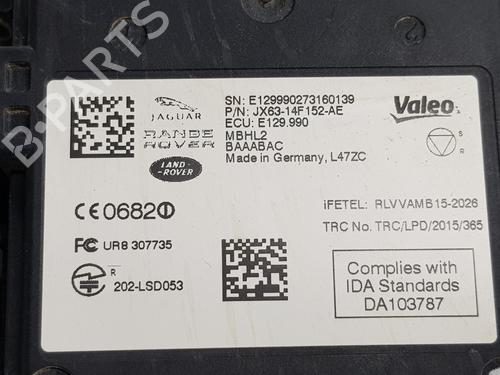 SN: E129990273160139
P/N: JX63-14F152-AE
ECU: E129.990
MBHL2
BAAABAC
Made in Germany, L47ZC
JAGUAR
RANGE
ROVER
LAND-
ROVER
Valeo
S
R
CE0682
iFETEL: RLVVAMB15-2026
TRC No. TRC/LPD/2015/365
FC UR8 307735
R
202-LSD053
Complies with
IDA Standards
DA103787
B-PARTS